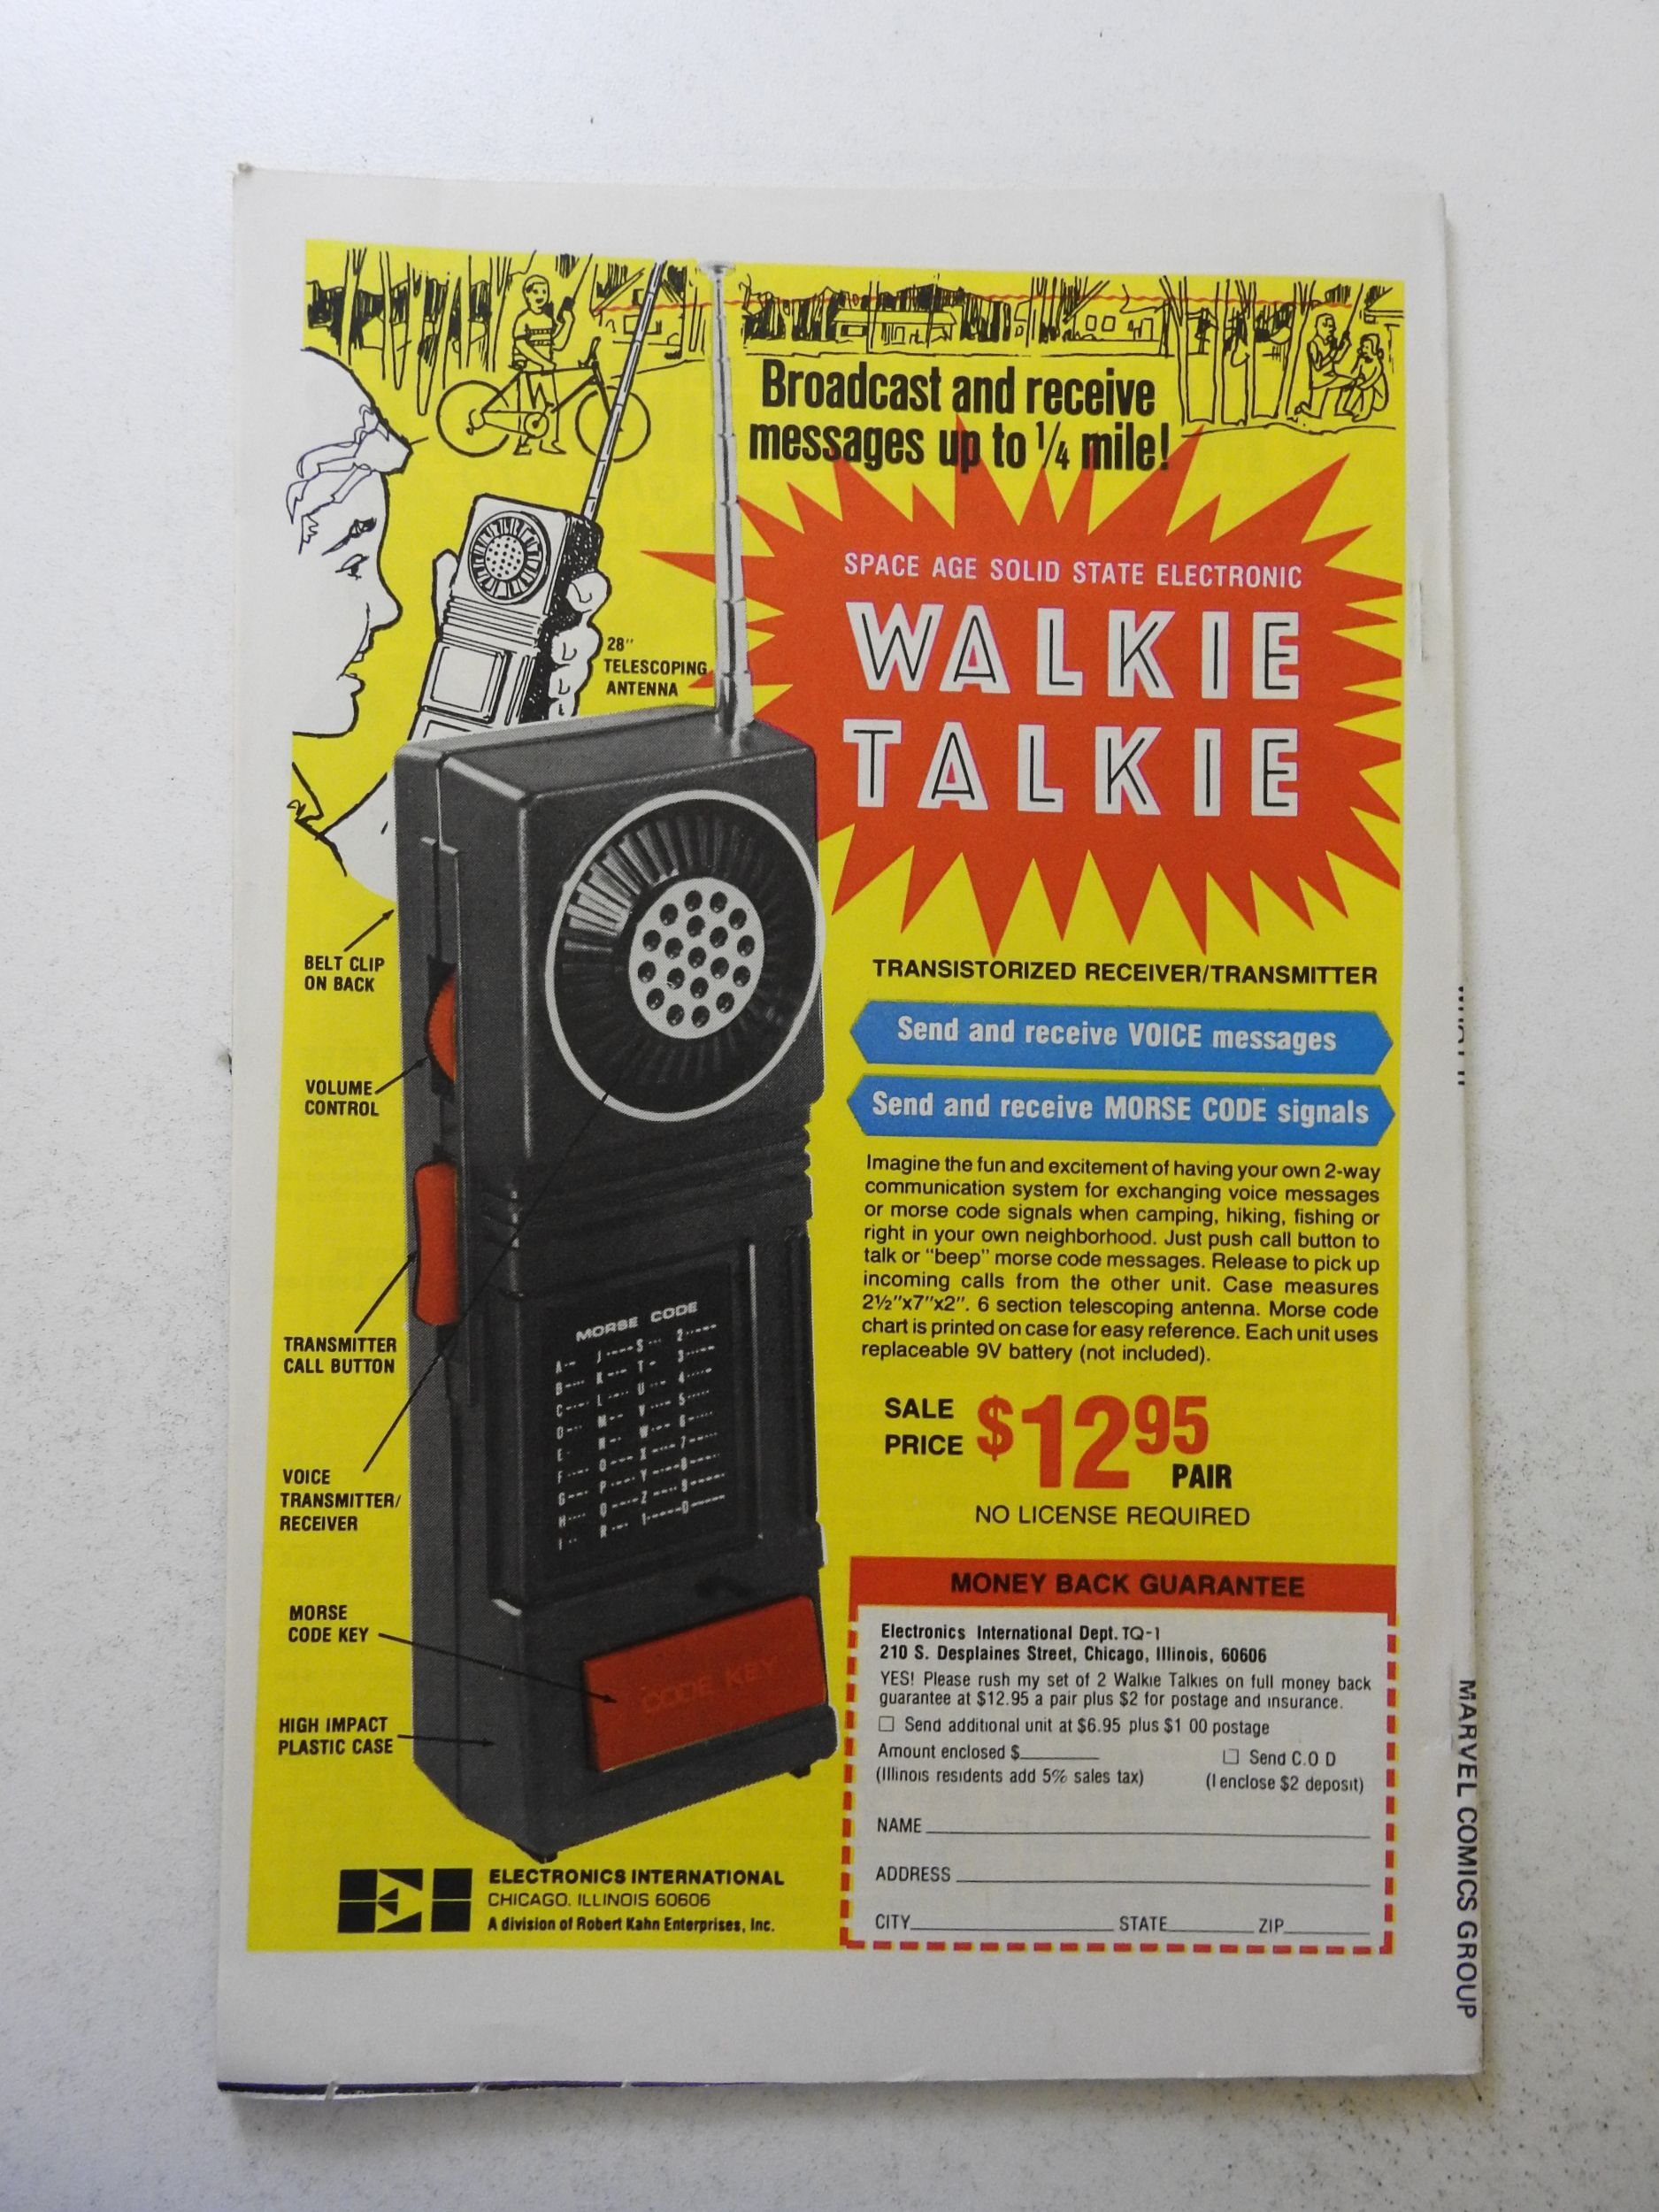 Broadcast and receive
messages up to ¼ mile!
SPACE AGE SOLID STATE ELECTRONIC
WALKIE
TALKIE
28"
TELESCOPING
ANTENNA
BELT CLIP
ON BACK
VOLUME
CONTROL
TRANSMITTER
CALL BUTTON
VOICE
TRANSMITTER/
RECEIVER
MORSE
CODE KEY
HIGH IMPACT
PLASTIC CASE
MORSE CODE
CODE KEY
TRANSISTORIZED RECEIVER/TRANSMITTER
Send and receive VOICE messages
Send and receive MORSE CODE signals
Imagine the fun and excitement of having your own 2-way
communication system for exchanging voice messages
or morse code signals when camping, hiking, fishing or
right in your own neighborhood. Just push call button to
talk or "beep" morse code messages. Release to pick up
incoming calls from the other unit. Case measures
2½"x7"x2". 6 section telescoping antenna. Morse code
chart is printed on case for easy reference. Each unit uses
replaceable 9V battery (not included).
SALE
PRICE $12 95
PAIR
NO LICENSE REQUIRED
MONEY BACK GUARANTEE
Electronics International Dept. TQ-1
210 S. Desplaines Street, Chicago, Illinois, 60606
YES! Please rush my set of 2 Walkie Talkies on full money back
guarantee at $12.95 a pair plus $2 for postage and insurance.
☐ Send additional unit at $6.95 plus $1 00 postage
Amount enclosed $________ ☐ Send C.O D
(Illinois residents add 5% sales tax) (I enclose $2 deposit)
NAME
ADDRESS
CITY STATE ZIP
EI
ELECTRONICS INTERNATIONAL
CHICAGO. ILLINOIS 60606
A division of Robert Kahn Enterprises, Inc.
MARVEL COMICS GROUP